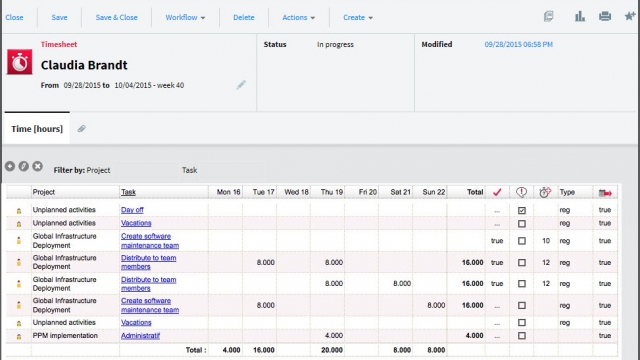 Close Save Save & Close Workflow Delete Actions Create
Timesheet
Claudia Brandt
From 09/28/2015 to 10/04/2015 - week 40
Status In progress
Modified 09/28/2015 06:58 PM
Time [hours]
Filter by: Project Task
Project Task Mon 16 Tue 17 Wed 18 Thu 19 Fri 20 Sat 21 Sun 22 Total Type
Unplanned activities Day off ... reg true
Unplanned activities Vacations ... reg true
Global Infrastructure Deployment Create software maintenance team true 10 reg true
Global Infrastructure Deployment Distribute to team members 8.000 8.000 16.000 true 12 reg true
Global Infrastructure Deployment Distribute to team members 8.000 8.000 16.000 true 12 reg true
Global Infrastructure Deployment Create software maintenance team 8.000 8.000 16.000 ... reg true
Unplanned activities Vacations ... reg true
PPM implementation Administratif 4.000 4.000 ... true
Total : 4.000 16.000 20.000 8.000 8.000